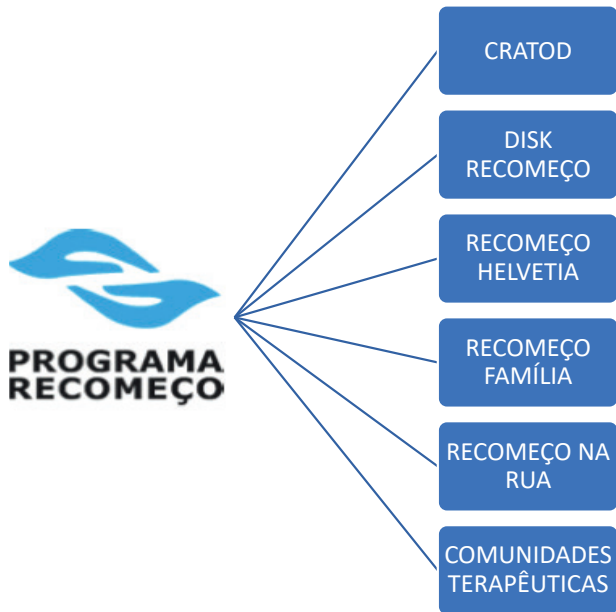 CRATOD
DISK
RECOMEÇO
RECOMEÇO
HELVETIA
PROGRAMA
RECOMEÇO
RECOMEÇO
FAMÍLIA
RECOMEÇO NA
RUA
COMUNIDADES
TERAPÊUTICAS